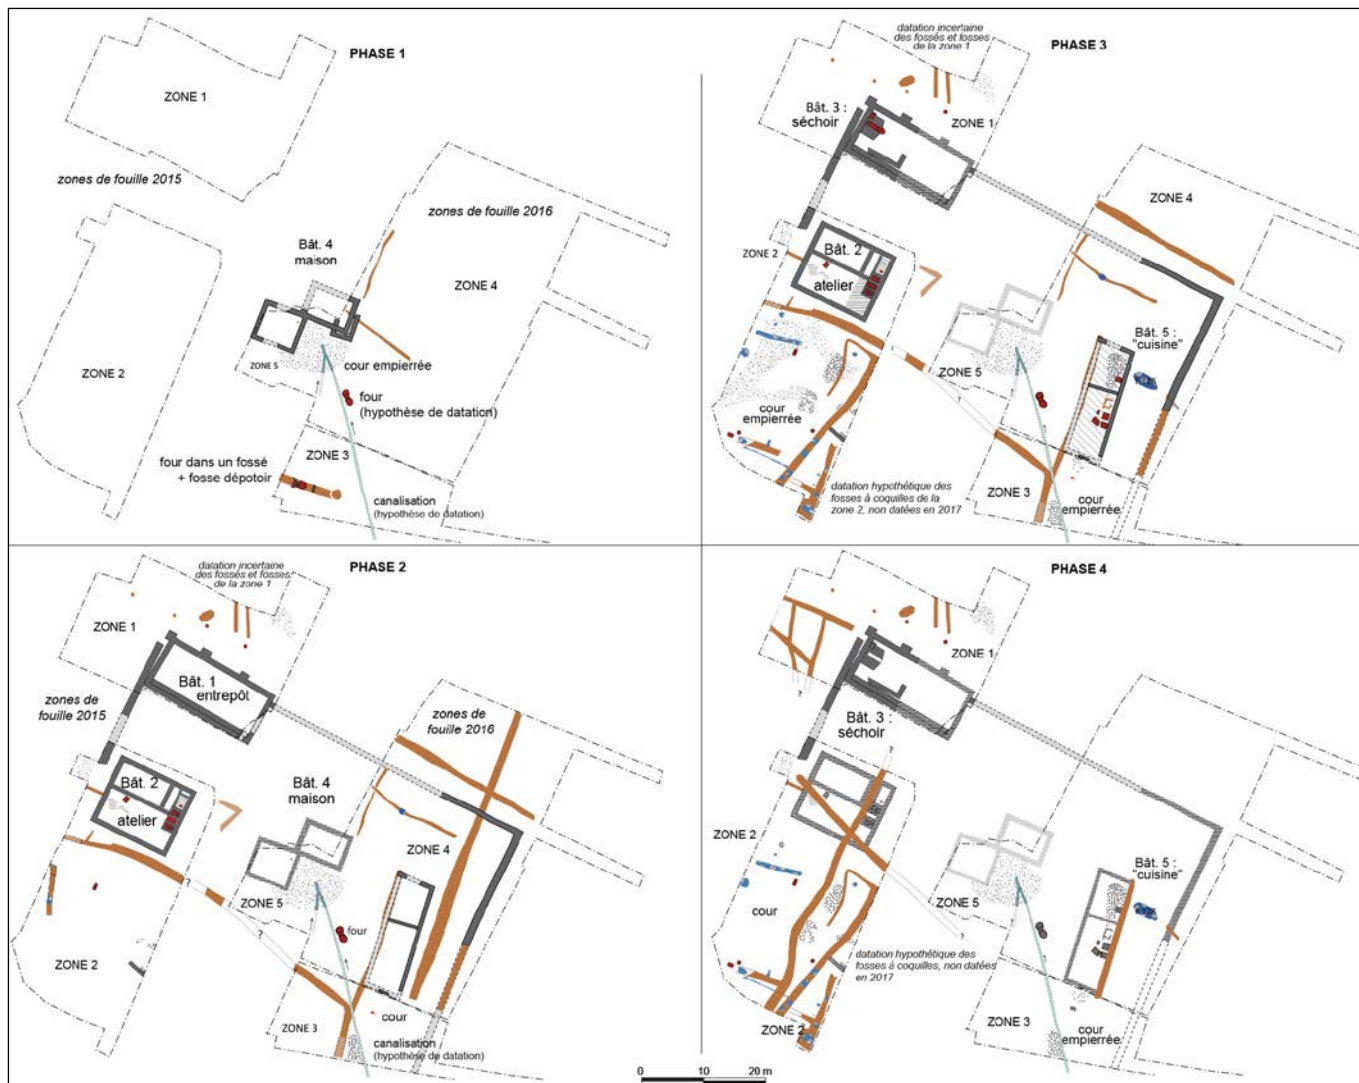 PHASE 1
ZONE 1
zones de fouille 2015
zones de fouille 2016
Bât. 4
maison
ZONE 4
ZONE 5
cour empierrée
ZONE 2
four
(hypothèse de datation)
ZONE 3
four dans un fossé
+ fosse dépotoir
canalisation
(hypothèse de datation)
datation incertaine
des fossés et fosses
de la zone 1
PHASE 3
Bât. 3 :
séchoir
ZONE 1
ZONE 4
ZONE 2
Bât. 2
atelier
Bât. 5 :
"cuisine"
ZONE 5
cour
empierrée
?
?
datation hypothétique des
fosses à coquilles de la
zone 2, non datées en 2017
ZONE 3
cour
empierrée
datation incertaine
des fossés et fosses
de la zone 1
PHASE 2
ZONE 1
Bât. 1
entrepôt
zones de
fouille 2015
zones de
fouille 2016
Bât. 2
atelier
Bât. 4
maison
ZONE 4
?
ZONE 5
four
?
ZONE 2
cour
ZONE 3
canalisation
(hypothèse de datation)
PHASE 4
ZONE 1
?
Bât. 3 :
séchoir
?
ZONE 2
Bât. 5 :
"cuisine"
cour
ZONE 5
?
datation hypothétique des
fosses à coquilles, non datées
en 2017
ZONE 3
cour
empierrée
ZONE 2
0 10 20 m